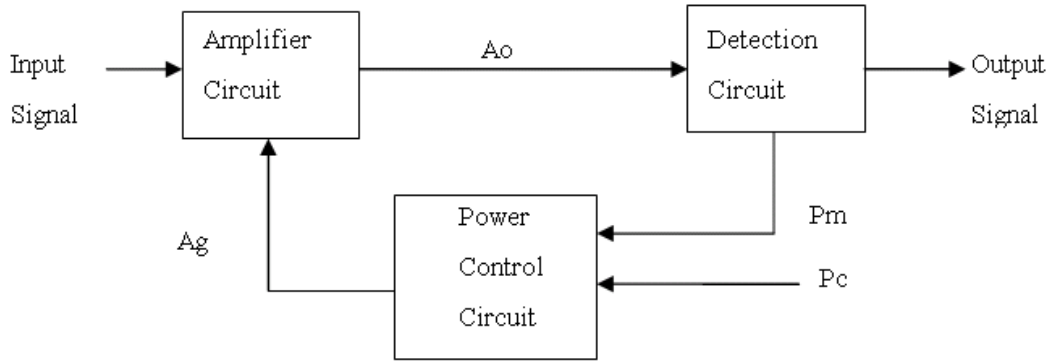 Input
Signal
Amplifier
Circuit
Ao
Detection
Circuit
Output
Signal
Ag
Power
Control
Circuit
Pm
Pc